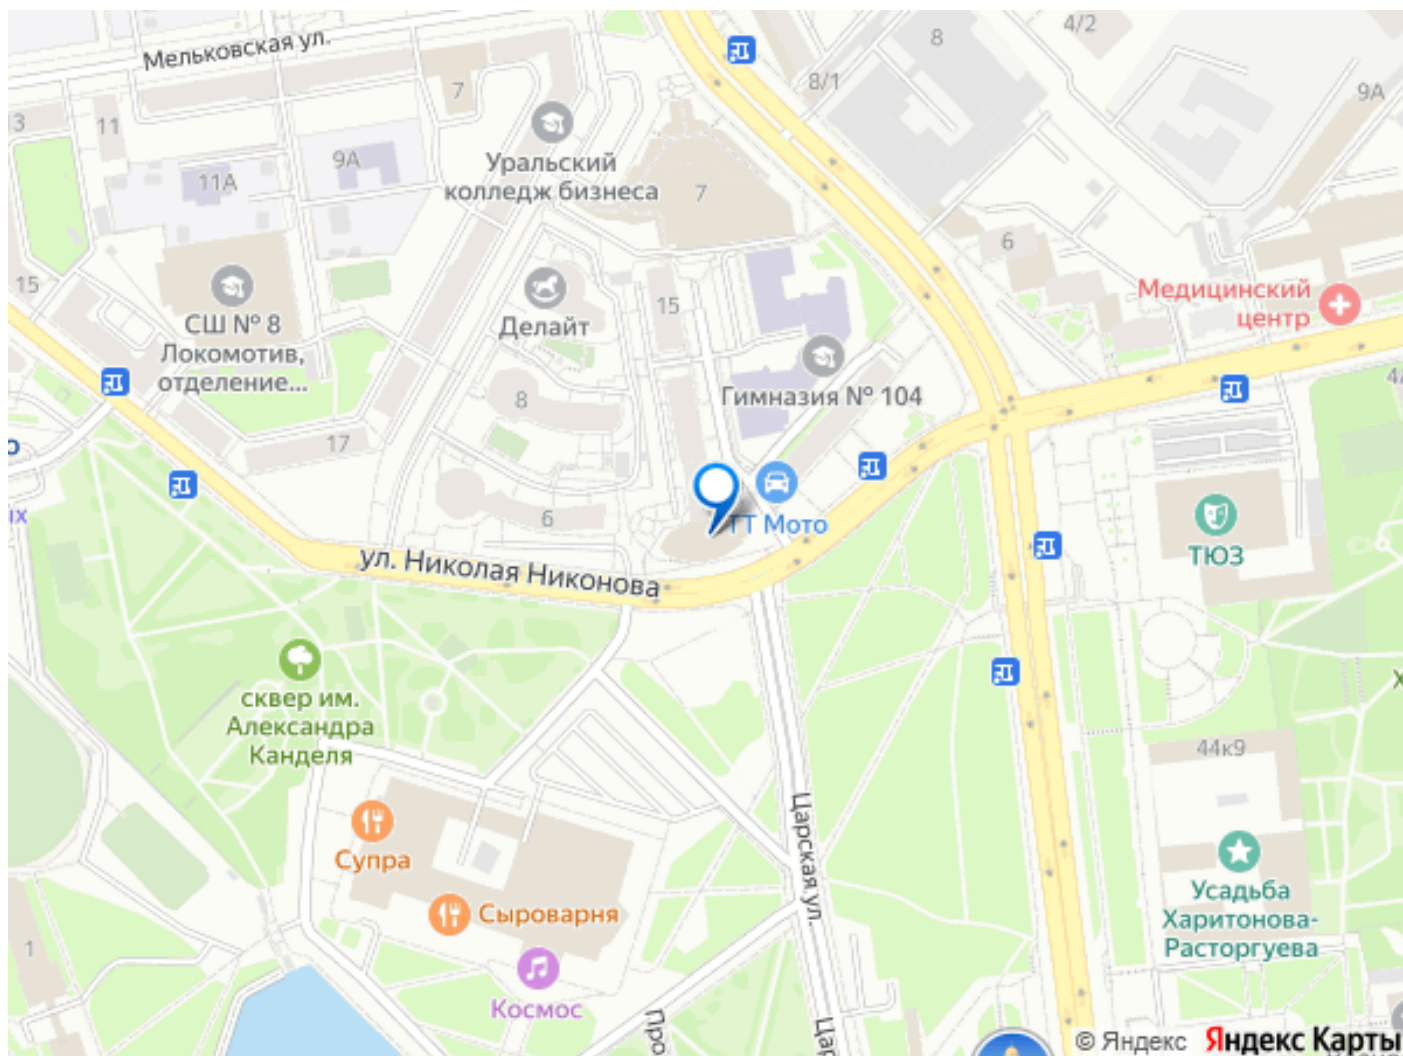 4/2
Мельковская ул.
8
8/1
7
9А
3
11
Уральский
колледж бизнеса
9А
11А
7
6
15
Медицинский
центр
15
СШ № 8
Локомотив,
отделение...
Делайт
Гимназия № 104
8
17
ТТ Мото
6
ТЮЗ
ул. Николая Никонова
сквер им.
Александра
Канделя
44к9
Царская ул.
Супра
Сыроварня
Усадьба
Харитонова-
Расторгуева
1
Космос
© Яндекс Яндекс Карты